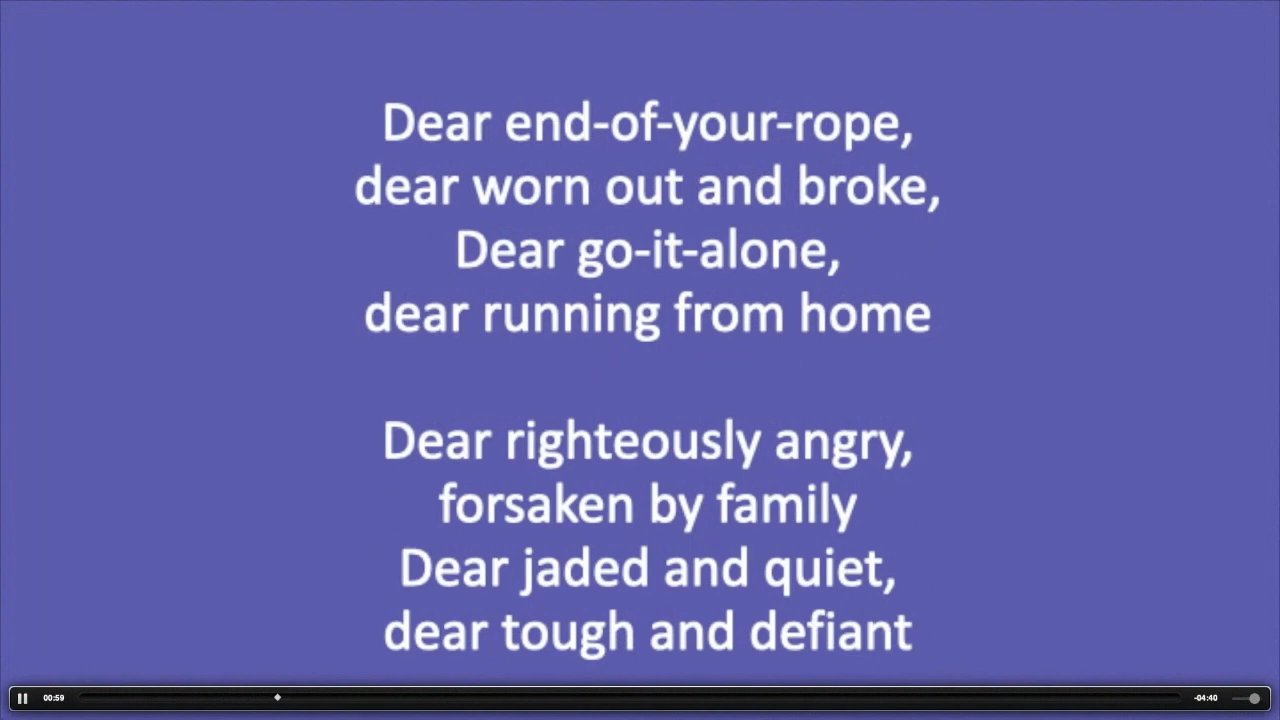 Dear end-of-your-rope,
dear worn out and broke,
Dear go-it-alone,
dear running from home
Dear righteously angry,
forsaken by family
Dear jaded and quiet,
dear tough and defiant
00:59
-04:40